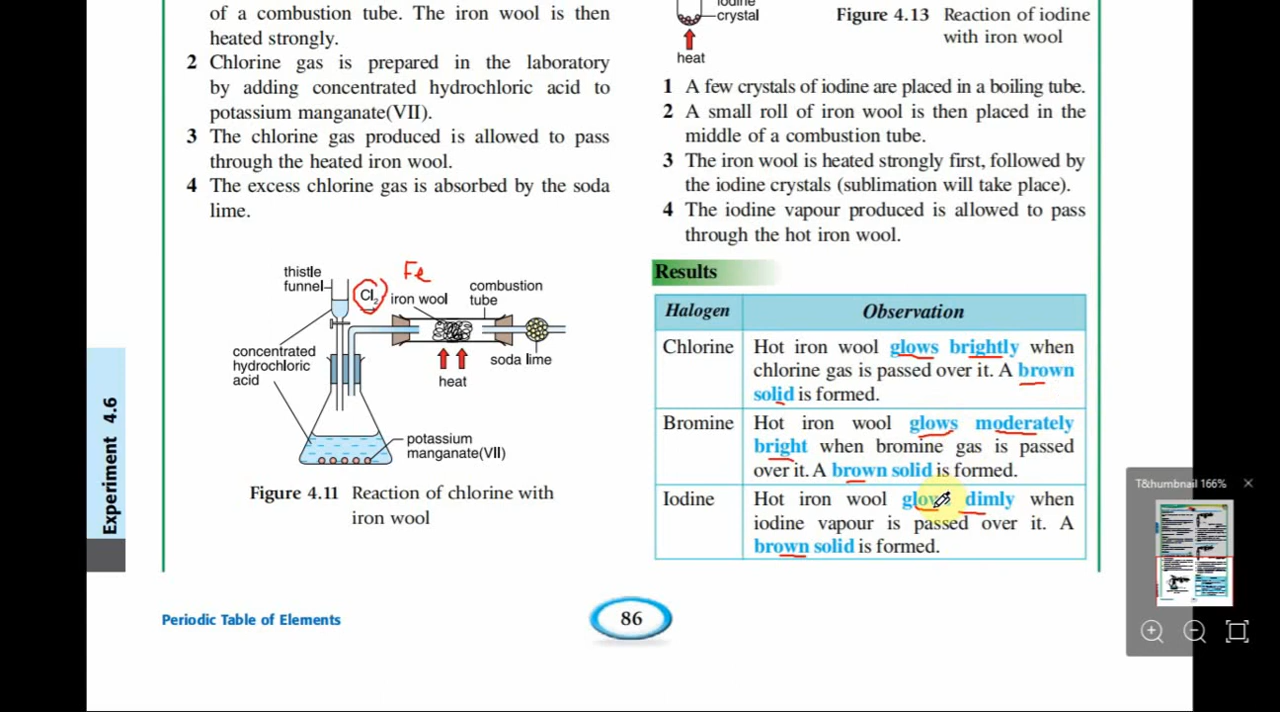 of a combustion tube. The iron wool is then
heated strongly.
2 Chlorine gas is prepared in the laboratory
by adding concentrated hydrochloric acid to
potassium manganate(VII).
3 The chlorine gas produced is allowed to pass
through the heated iron wool.
4 The excess chlorine gas is absorbed by the soda
lime.
thistle
funnel
Cl2
Fe
iron wool
combustion
tube
concentrated
hydrochloric
acid
heat
soda lime
potassium
manganate(VII)
Figure 4.11 Reaction of chlorine with
iron wool
Experiment 4.6
iodine
crystal
heat
Figure 4.13 Reaction of iodine
with iron wool
1 A few crystals of iodine are placed in a boiling tube.
2 A small roll of iron wool is then placed in the
middle of a combustion tube.
3 The iron wool is heated strongly first, followed by
the iodine crystals (sublimation will take place).
4 The iodine vapour produced is allowed to pass
through the hot iron wool.
Results
Halogen Observation
Chlorine Hot iron wool glows brightly when
chlorine gas is passed over it. A brown
solid is formed.
Bromine Hot iron wool glows moderately
bright when bromine gas is passed
over it. A brown solid is formed.
Iodine Hot iron wool glows dimly when
iodine vapour is passed over it. A
brown solid is formed.
Periodic Table of Elements
86
T&humbnail 166%